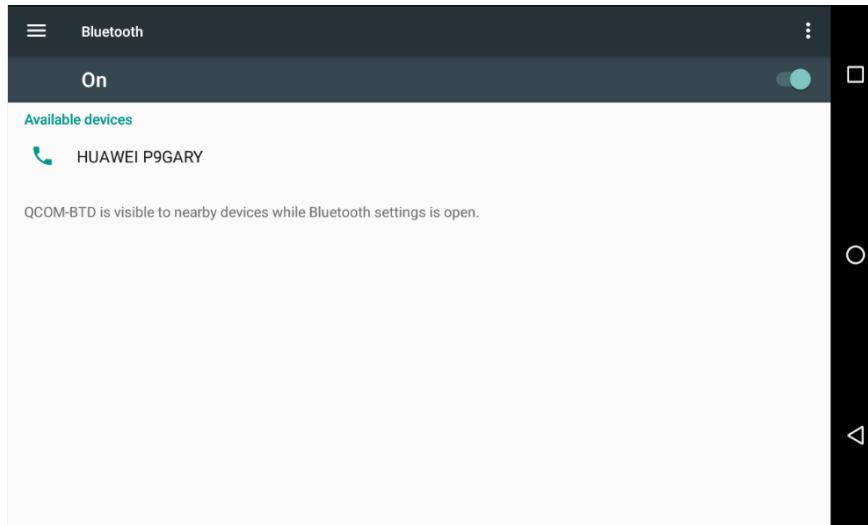 Bluetooth
On
Available devices
HUAWEI P9GARY
QCOM-BTD is visible to nearby devices while Bluetooth settings is open.